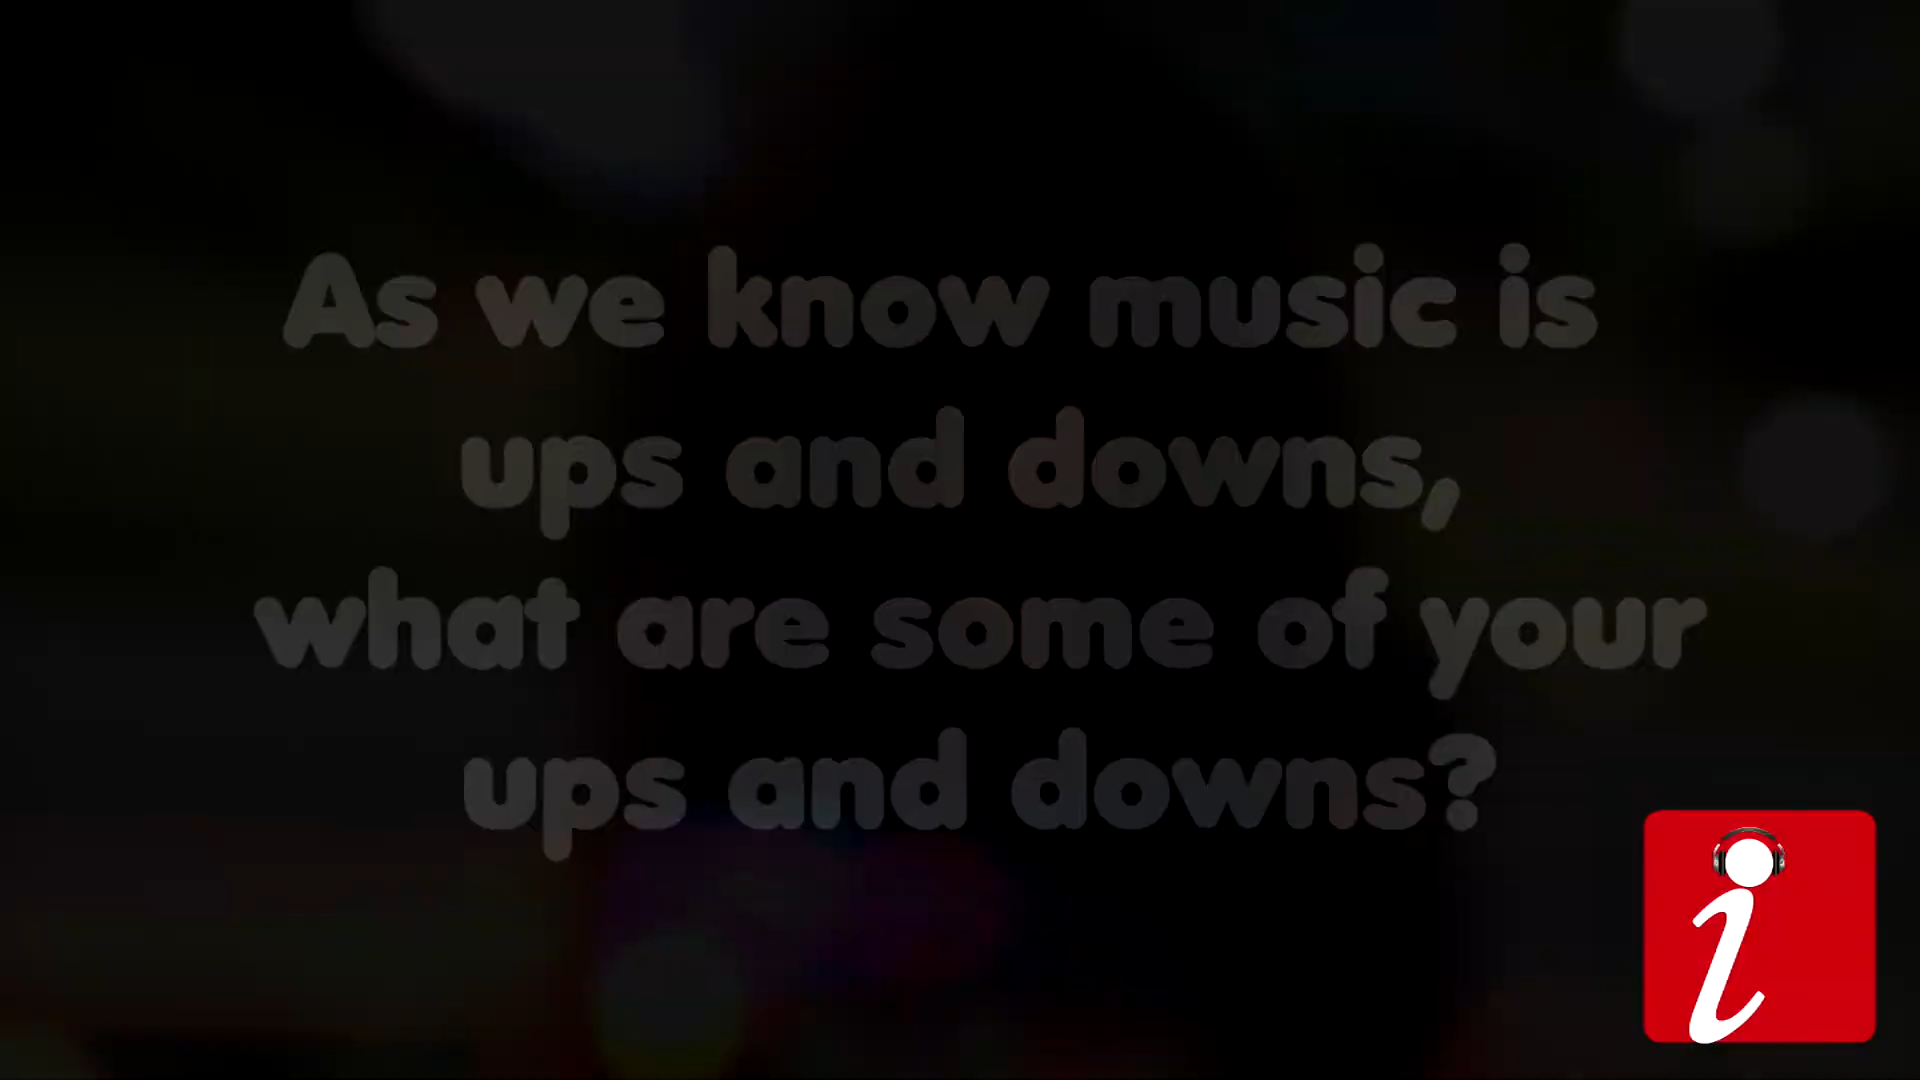 As we know music is
ups and downs,
what are some of your
ups and downs?
i